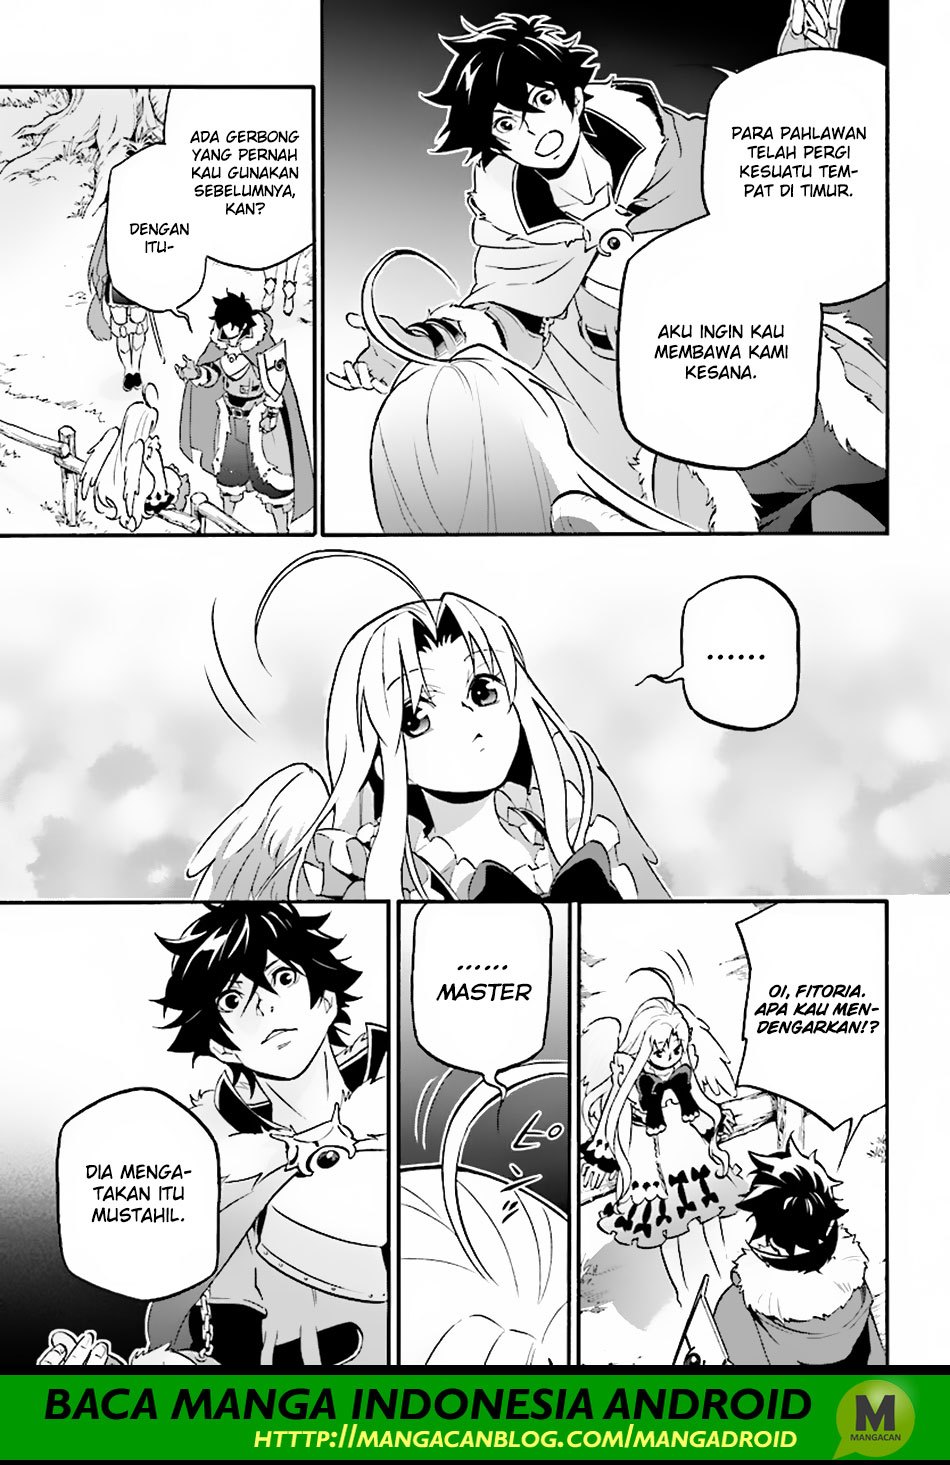 PARA PAHLAWAN
TELAH PERGI
KESUATU TEM-
PAT DI TIMUR.
AKU INGIN KAU
MEMBAWA KAMI
KESANA.
ADA GERBONG
YANG PERNAH
KAU GUNAKAN
SEBELUMNYA,
KAN?
DENGAN
ITU-
......
OI, FITORIA.
APA KAU MEN-
DENGARKAN!?
......
MASTER
ピロ
DIA MENGA-
TAKAN ITU
MUSTAHIL.
BACA MANGA INDONESIA ANDROID
HTTTP://MANGACANBLOG.COM/MANGADROID
M
MANGACAN